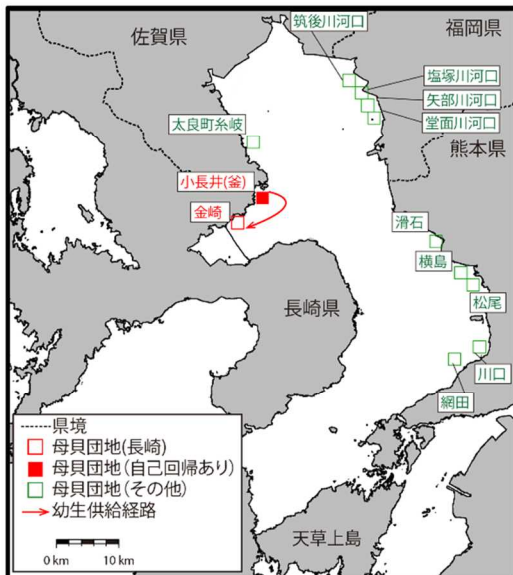 佐賀県
筑後川河口
福岡県
塩塚川河口
矢部川河口
堂面川河口
太良町糸岐
熊本県
小長井(釜)
金崎
滑石
横島
長崎県
松尾
川口
網田
県境
母貝団地(長崎)
母貝団地(自己回帰あり)
母貝団地(その他)
幼生供給経路
0 km 10 km
天草上島